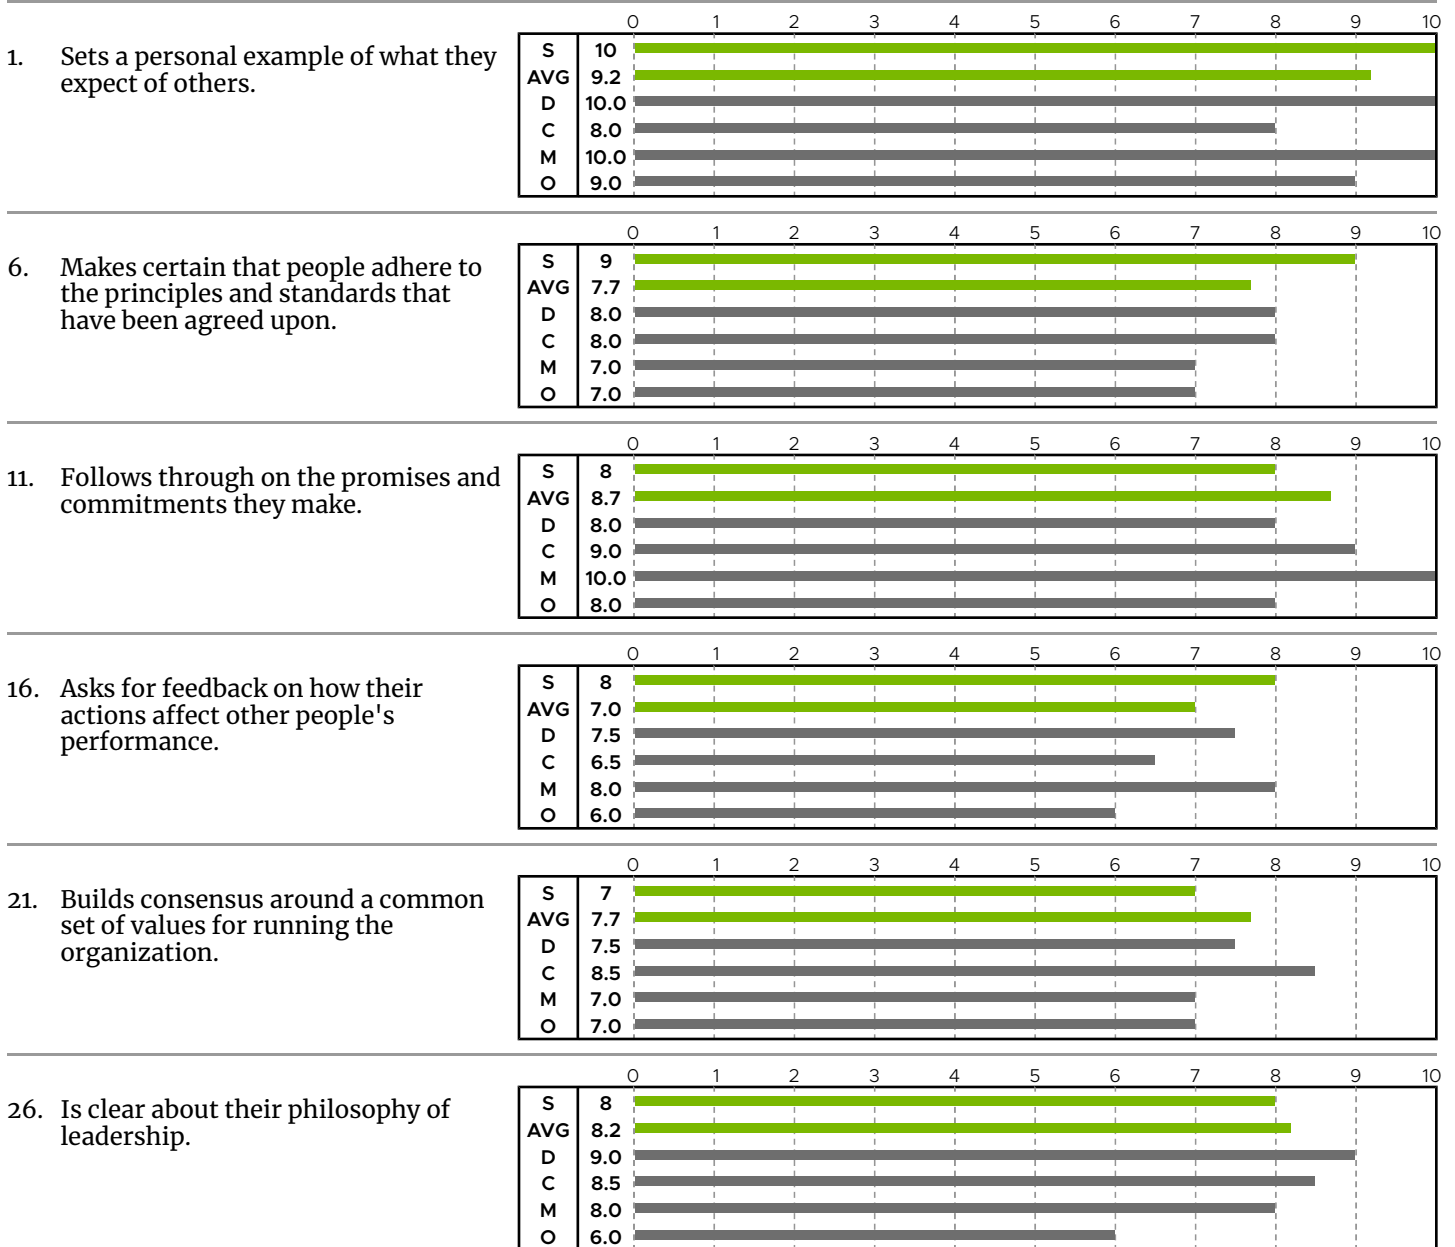 0 1 2 3 4 5 6 7 8 9 10
1. Sets a personal example of what they
expect of others.
S 10
AVG 9.2
D 10.0
C 8.0
M 10.0
O 9.0
0 1 2 3 4 5 6 7 8 9 10
6. Makes certain that people adhere to
the principles and standards that
have been agreed upon.
S 9
AVG 7.7
D 8.0
C 8.0
M 7.0
O 7.0
0 1 2 3 4 5 6 7 8 9 10
11. Follows through on the promises and
commitments they make.
S 8
AVG 8.7
D 8.0
C 9.0
M 10.0
O 8.0
0 1 2 3 4 5 6 7 8 9 10
16. Asks for feedback on how their
actions affect other people's
performance.
S 8
AVG 7.0
D 7.5
C 6.5
M 8.0
O 6.0
0 1 2 3 4 5 6 7 8 9 10
21. Builds consensus around a common
set of values for running the
organization.
S 7
AVG 7.7
D 7.5
C 8.5
M 7.0
O 7.0
0 1 2 3 4 5 6 7 8 9 10
26. Is clear about their philosophy of
leadership.
S 8
AVG 8.2
D 9.0
C 8.5
M 8.0
O 6.0